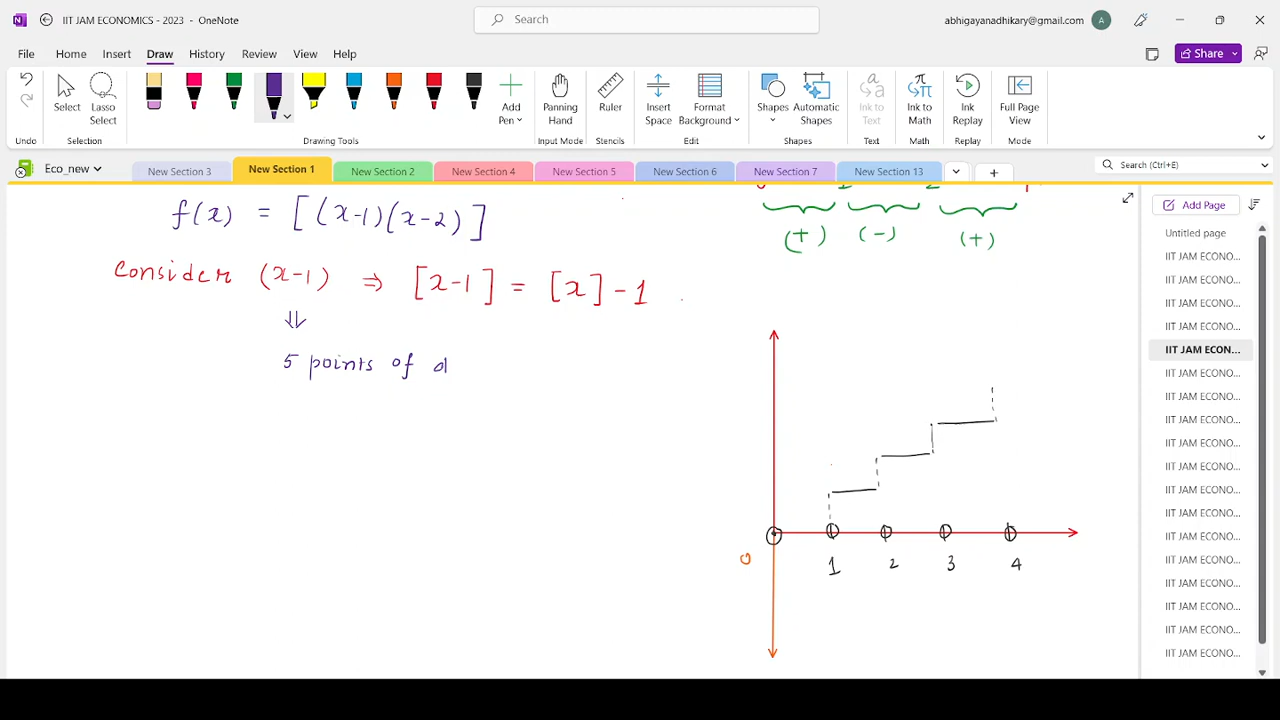 IIT JAM ECONOMICS - 2023 - OneNote
Search
abhigayanadhikary@gmail.com
A
File Home Insert Draw History Review View Help
Share
Undo
Select
Lasso Select
Add Pen
Panning Hand
Ruler
Insert Space
Format Background
Shapes
Automatic Shapes
Ink to Text
Ink to Math
Ink Replay
Full Page View
Selection
Drawing Tools
Input Mode
Stencils
Edit
Shapes
Text
Math
Replay
Mode
Eco_new
New Section 3
New Section 1
New Section 2
New Section 4
New Section 5
New Section 6
New Section 7
New Section 13
Search (Ctrl+E)
Add Page
Untitled page
IIT JAM ECONO...
IIT JAM ECONO...
IIT JAM ECONO...
IIT JAM ECONO...
IIT JAM ECON...
IIT JAM ECONO...
IIT JAM ECONO...
IIT JAM ECONO...
IIT JAM ECONO...
IIT JAM ECONO...
IIT JAM ECONO...
IIT JAM ECONO...
IIT JAM ECONO...
IIT JAM ECONO...
IIT JAM ECONO...
IIT JAM ECONO...
IIT JAM ECONO...
IIT JAM ECONO...
f(x) = [(x-1)(x-2)]
(+) (-) (+)
Consider (x-1) ⇒ [x-1] = [x]-1
⇓
5 points of d
0 1 2 3 4